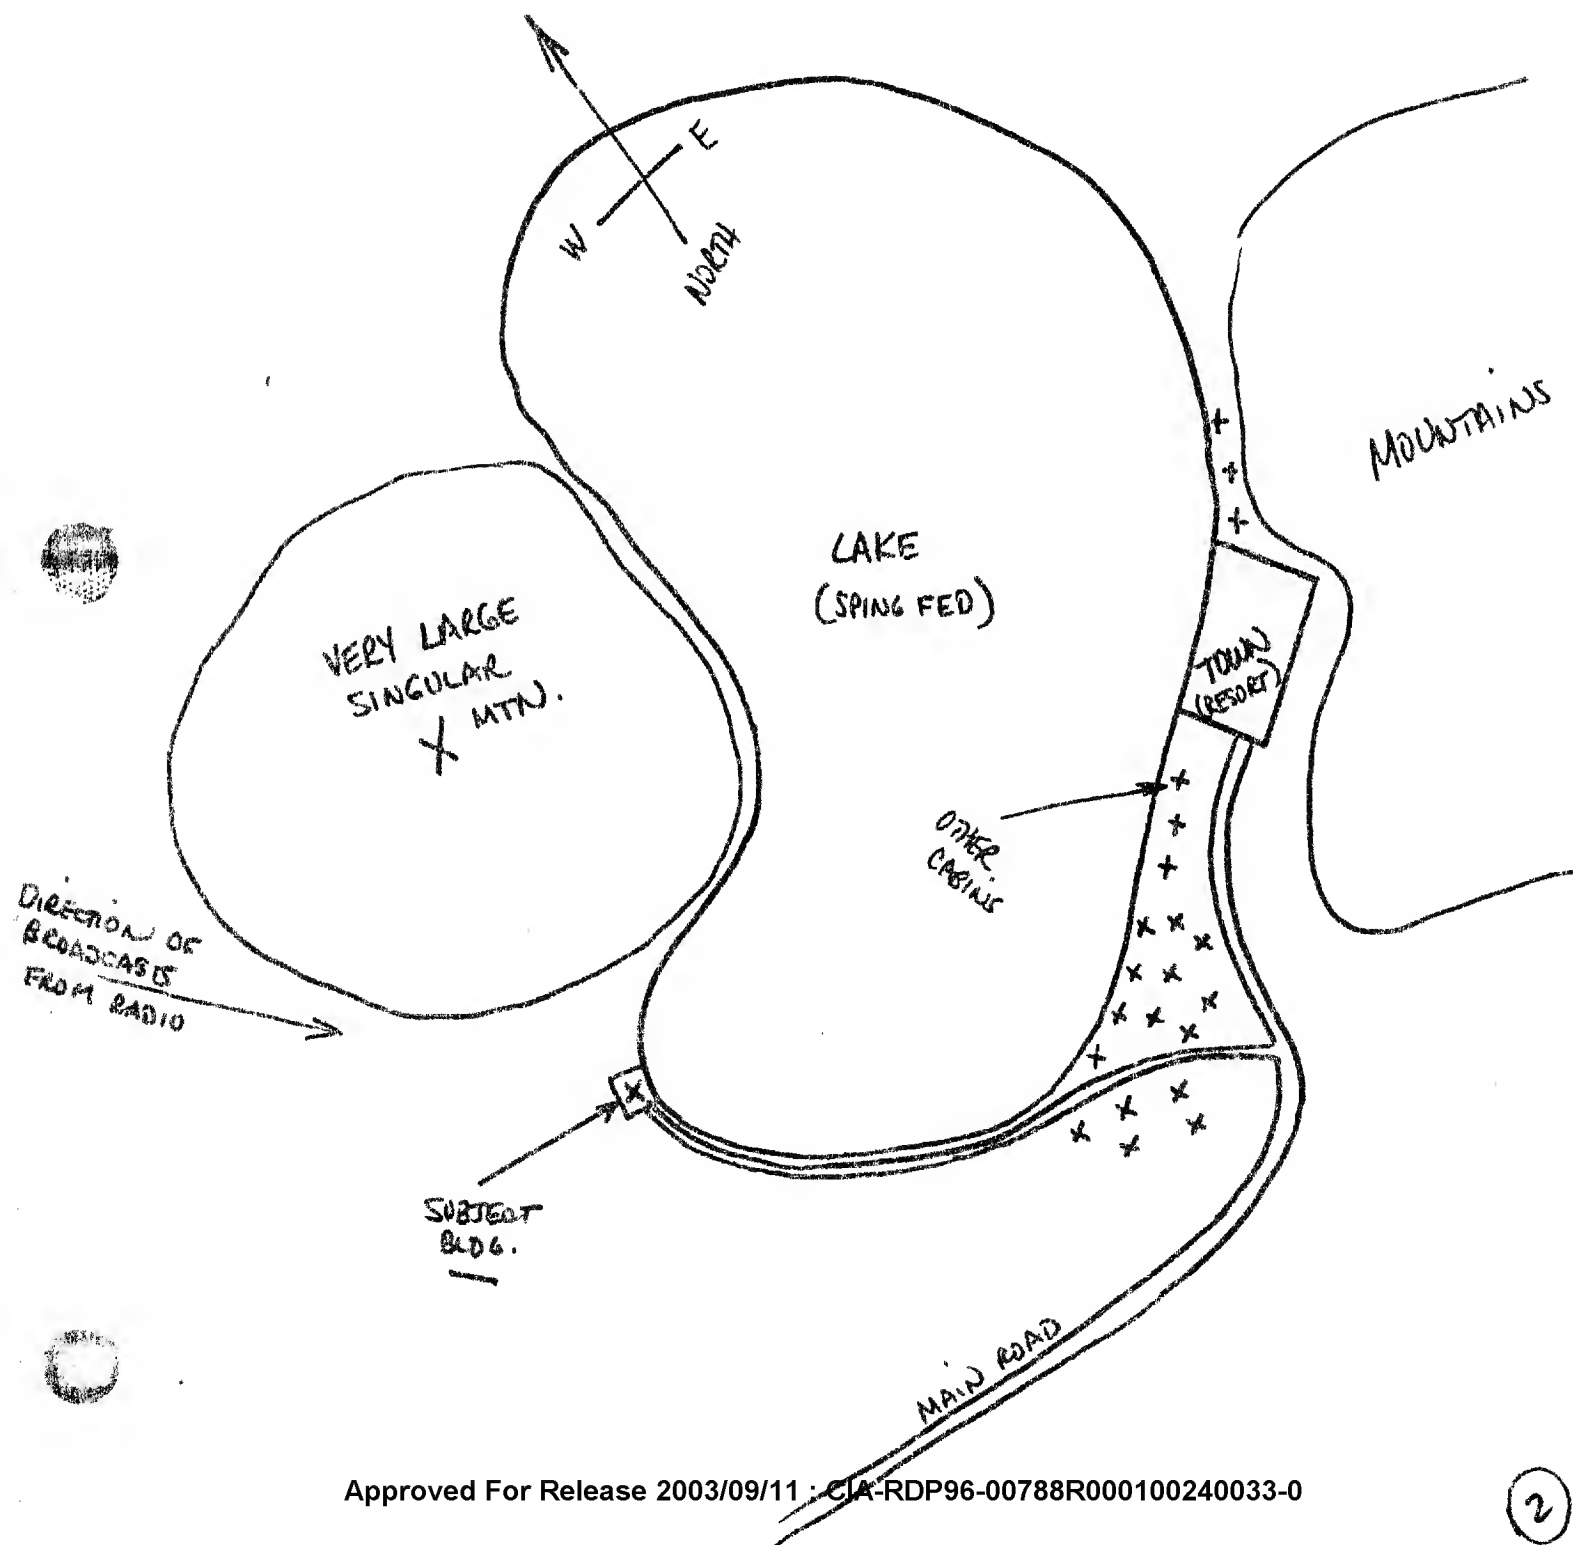 E
W
NORTH
MOUNTAINS
LAKE
(SPING FED)
VERY LARGE
SINGULAR
X MTN.
TOWN
(RESORT)
OTHER
CABINS
DIRECTION OF
BROADCASTS
FROM RADIO
SUBJECT
BLDG.
MAIN ROAD
Approved For Release 2003/09/11 : CIA-RDP96-00788R000100240033-0
2